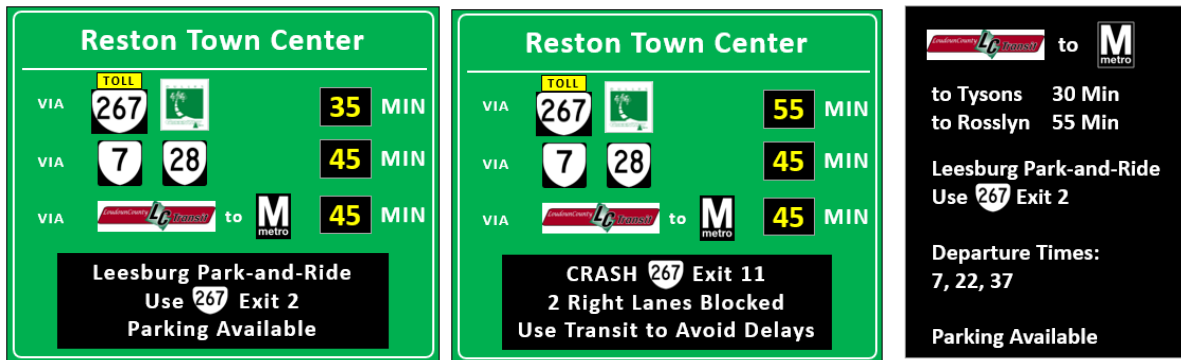 Reston Town Center
TOLL
VIA 267 35 MIN
VIA 7 28 45 MIN
VIA LoudounCounty LC Transit to M metro 45 MIN
Leesburg Park-and-Ride
Use 267 Exit 2
Parking Available
Reston Town Center
TOLL
VIA 267 55 MIN
VIA 7 28 45 MIN
VIA LoudounCounty LC Transit to M metro 45 MIN
CRASH 267 Exit 11
2 Right Lanes Blocked
Use Transit to Avoid Delays
LoudounCounty LC Transit to M metro
to Tysons 30 Min
to Rosslyn 55 Min
Leesburg Park-and-Ride
Use 267 Exit 2
Departure Times:
7, 22, 37
Parking Available